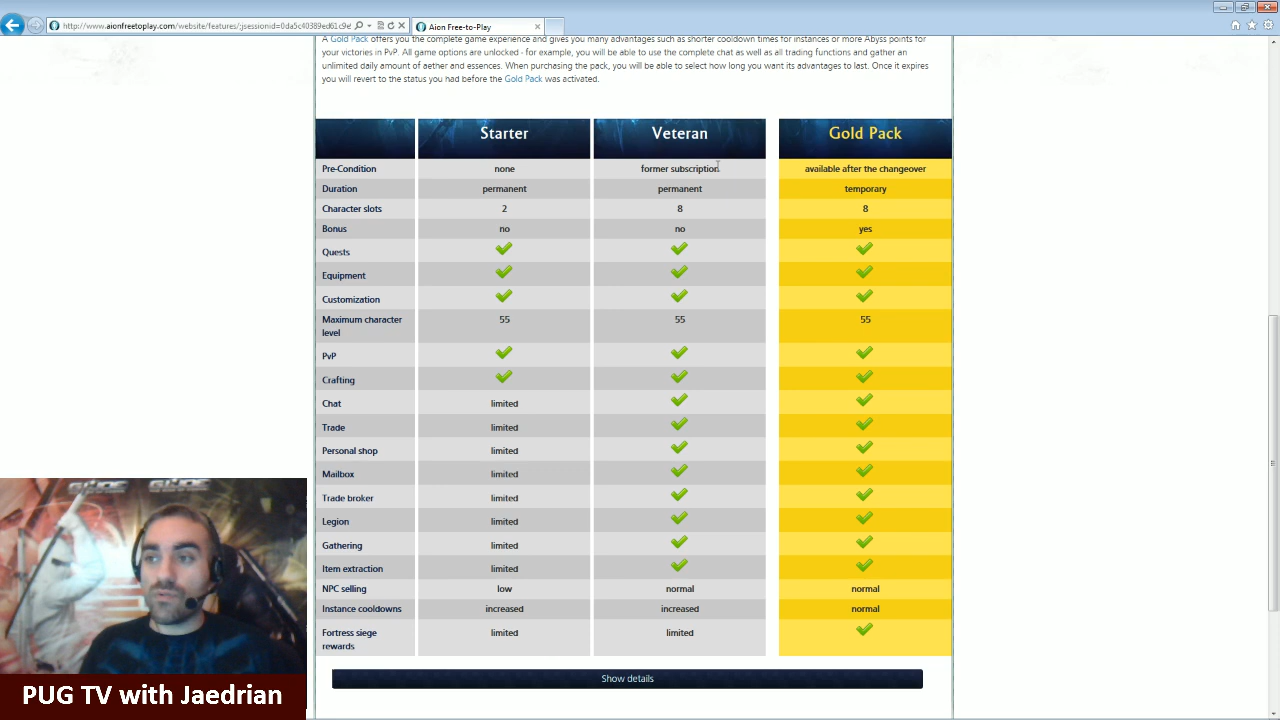 http://www.aionfreetoplay.com/website/features/;jsessionid=0da5c40389ed61c9e
Aion Free-to-Play
A Gold Pack offers you the complete game experience and gives you many advantages such as shorter cooldown times for instances or more Abyss points for
your victories in PvP. All game options are unlocked - for example, you will be able to use the complete chat as well as all trading functions and gather an
unlimited daily amount of aether and essences. When purchasing the pack, you will be able to select how long you want its advantages to last. Once it expires
you will revert to the status you had before the Gold Pack was activated.
Starter Veteran Gold Pack
Pre-Condition none former subscription available after the changeover
Duration permanent permanent temporary
Character slots 2 8 8
Bonus no no yes
Quests
Equipment
Customization
Maximum character level 55 55 55
PvP
Crafting
Chat limited
Trade limited
Personal shop limited
Mailbox limited
Trade broker limited
Legion limited
Gathering limited
Item extraction limited
NPC selling low normal normal
Instance cooldowns increased increased normal
Fortress siege rewards limited limited
Show details
PUG TV with Jaedrian